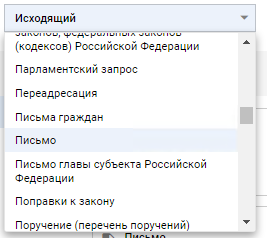 Исходящий
законов, федеральных законов
(кодексов) Российской Федерации
Парламентский запрос
Переадресация
Письма граждан
Письмо
Письмо главы субъекта Российской
Федерации
Поправки к закону
Поручение (перечень поручений)
Письмо